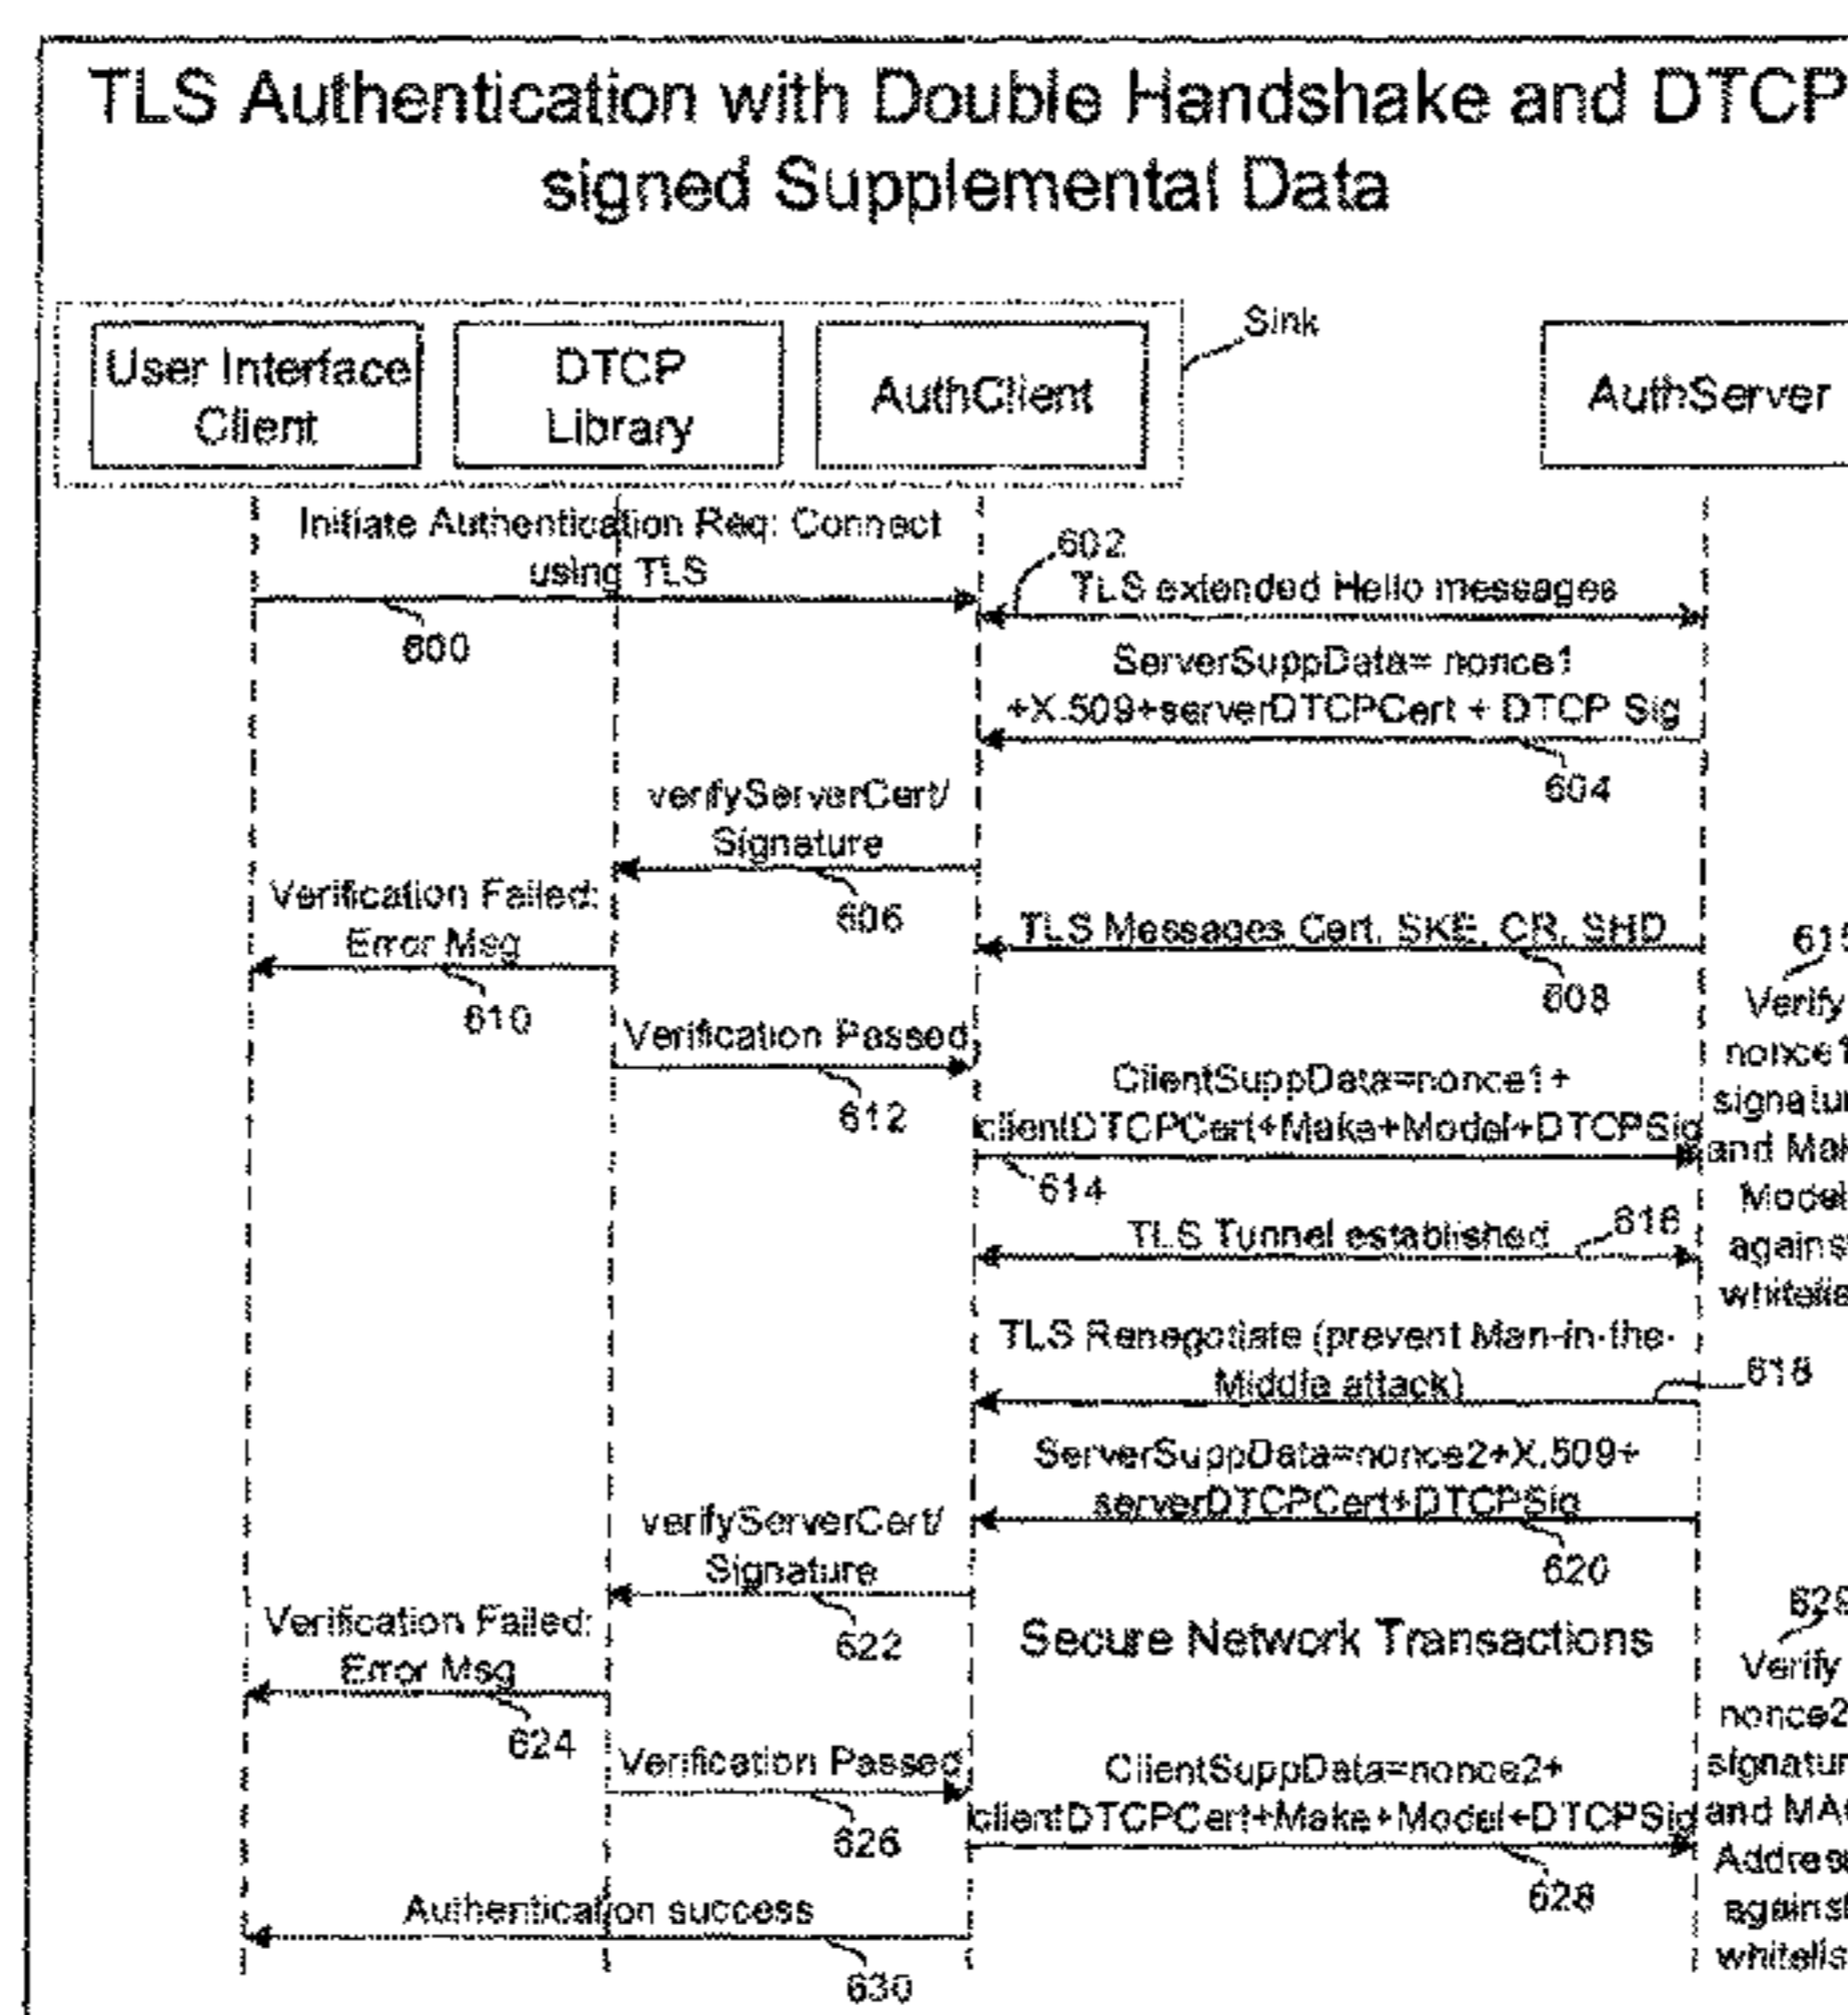 TLS Authentication with Double Handshake and DTCP
signed Supplemental Data
Sink
User Interface
Client
DTCP
Library
AuthClient
AuthServer
Initiate Authentication Req: Connect
using TLS
600
602
TLS extended Hello messages
ServerSuppData= nonce1
+X.509+serverDTCPCert + DTCP Sig
604
verifyServerCert/
Signature
606
Verification Failed:
Error Msg
610
TLS Messages Cert, SKE, CR, SHD
608
Verification Passed
612
ClientSuppData=nonce1+
clientDTCPCert+Make+Model+DTCPSig
614
Verify
nonce1
and
Model
TLS Tunnel established
616
TLS Renegotiate (prevent Man-in-the-
Middle attack)
618
ServerSuppData=nonce2+X.509+
serverDTCPCert+DTCPSig
620
verifyServerCert/
Signature
622
Verification Failed:
Error Msg
624
Secure Network Transactions
Verification Passed
626
ClientSuppData=nonce2+
clientDTCPCert+Make+Model+DTCPSig
628
629
Verify
nonce2
and
Authentication success
630